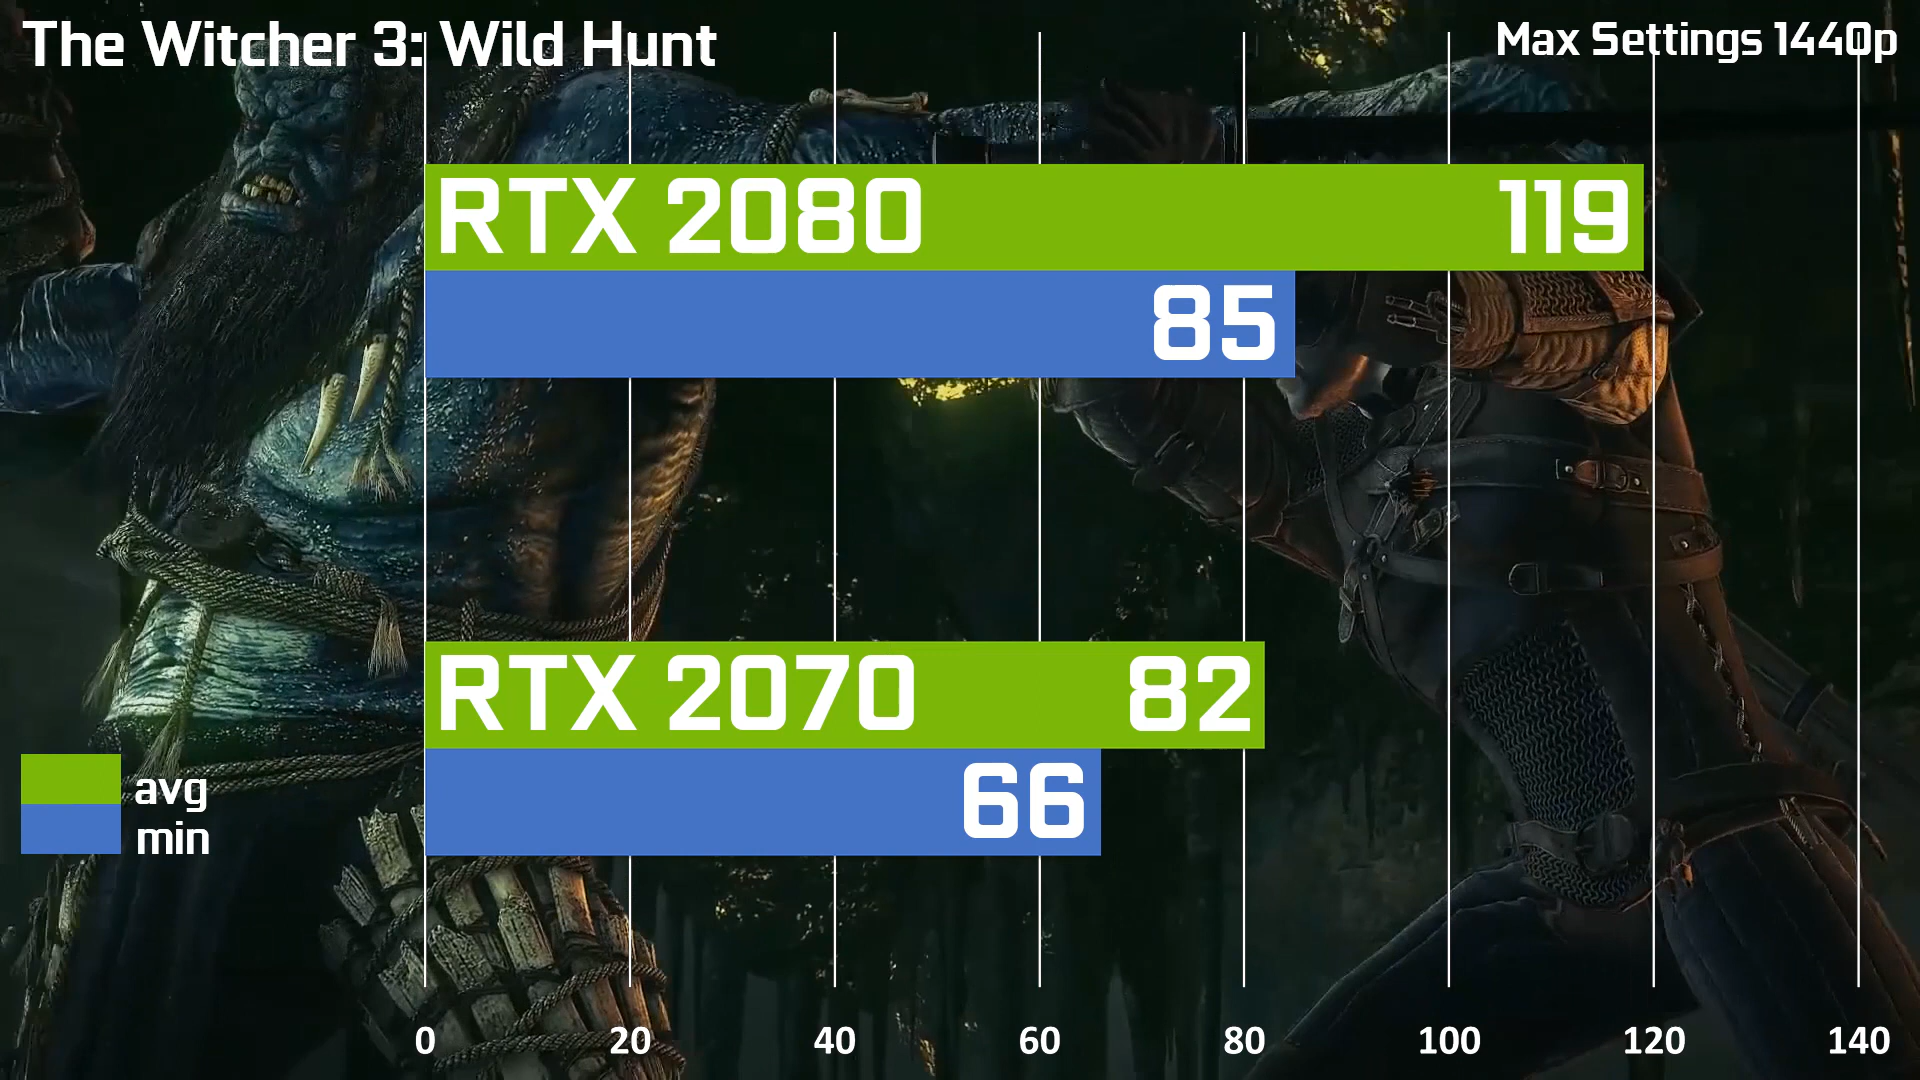 The Witcher 3: Wild Hunt
Max Settings 1440p
RTX 2080 119
85
RTX 2070 82
66
avg
min
0 20 40 60 80 100 120 140